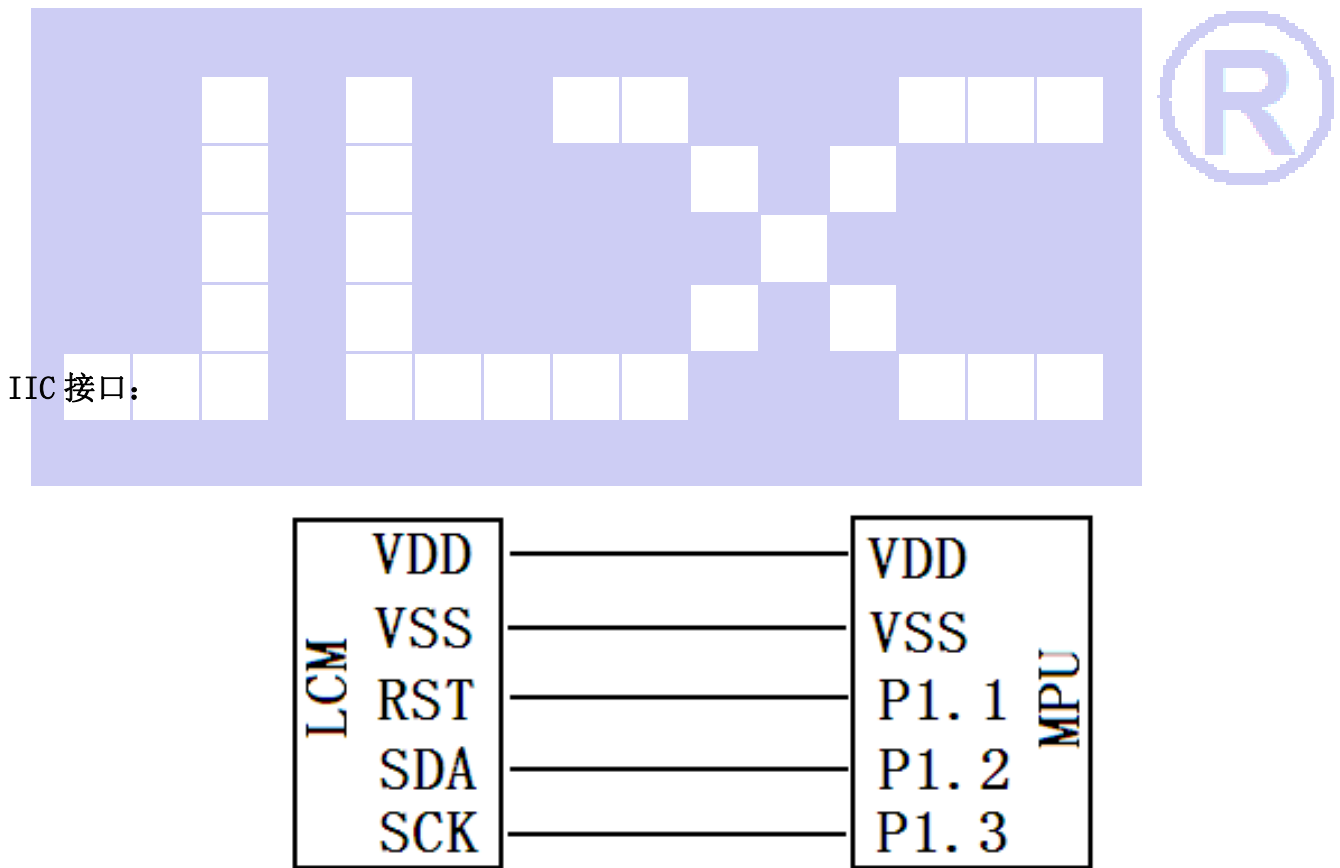 ®
IIC 接口：
VDD VDD
VSS VSS
RST P1.1
SDA P1.2
SCK P1.3
LCM
MPU